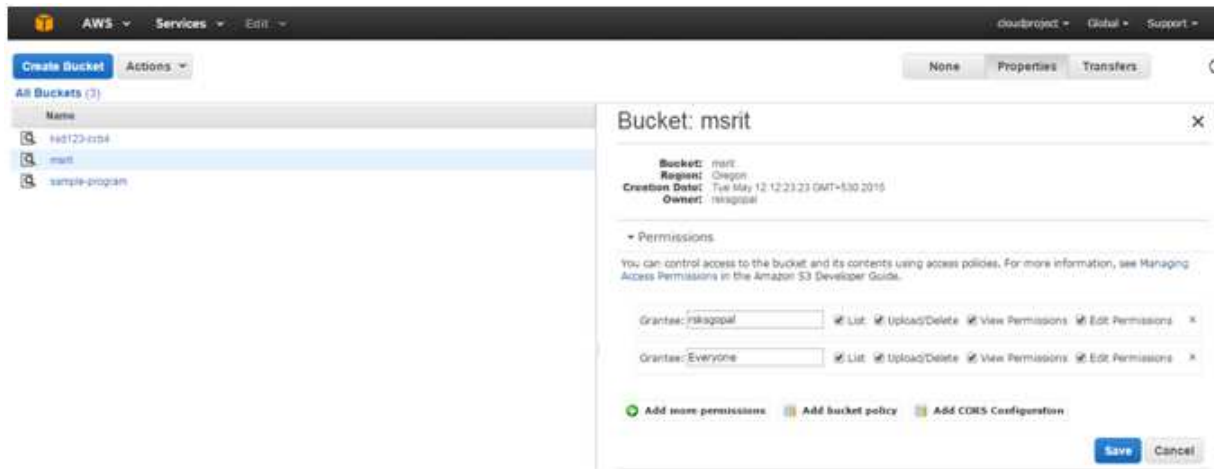 AWS Services Edit cloudproject Global Support
Create Bucket Actions None Properties Transfers
All Buckets (3)
Name
msrit
sample-program
Bucket: msrit ×
Bucket: msrit
Region: Oregon
Creation Date: Tue May 12 12:23:23 GMT+530 2015
Owner: rsksgopal
Permissions
You can control access to the bucket and its contents using access policies. For more information, see Managing
Access Permissions in the Amazon S3 Developer Guide.
Grantee: rsksgopal List Upload/Delete View Permissions Edit Permissions ×
Grantee: Everyone List Upload/Delete View Permissions Edit Permissions ×
Add more permissions Add bucket policy Add CORS Configuration
Save Cancel